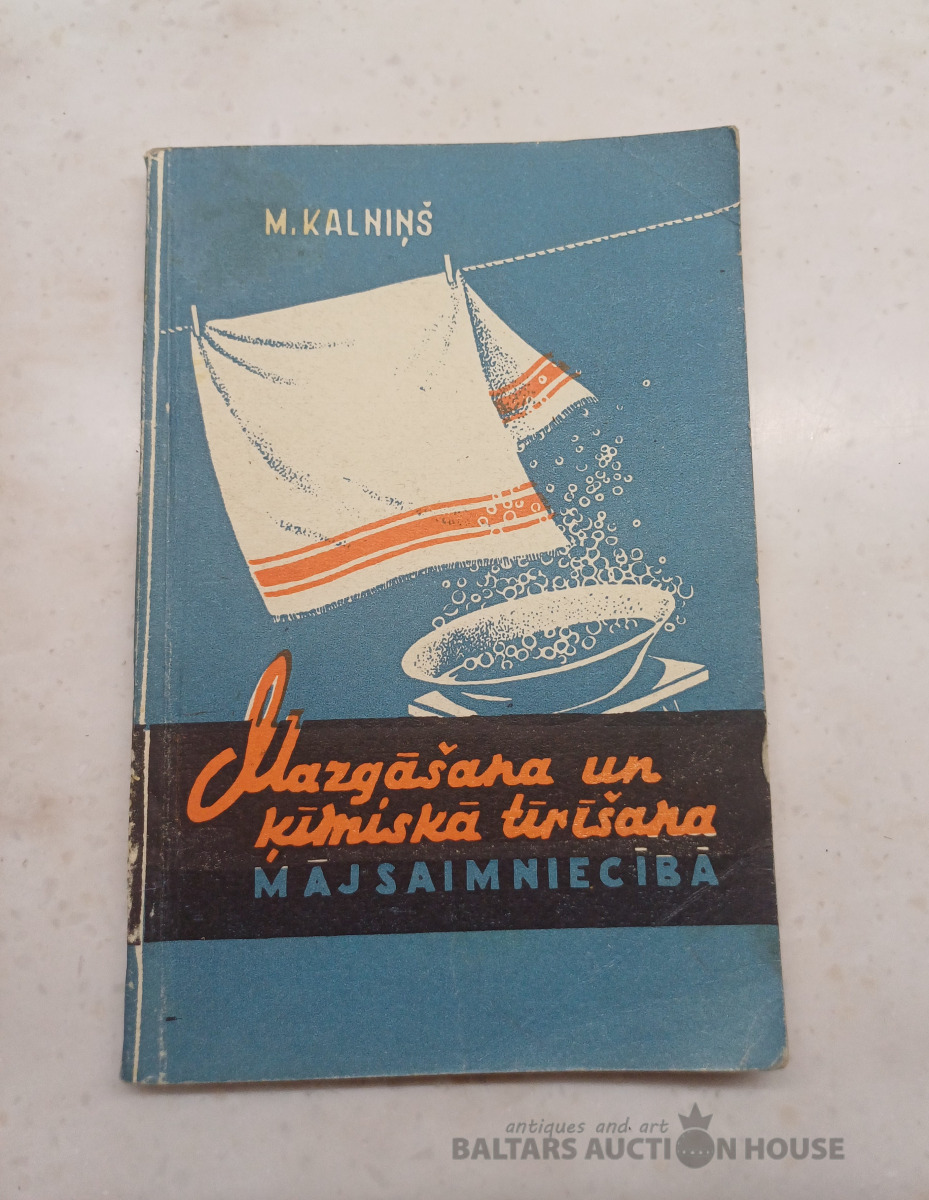 M. KALNIŅŠ
Mazgāšana un
ķīmiskā tīrīšana
MĀJSAIMNIECĪBĀ
antiques and art
BALTARS AUCTION HOUSE